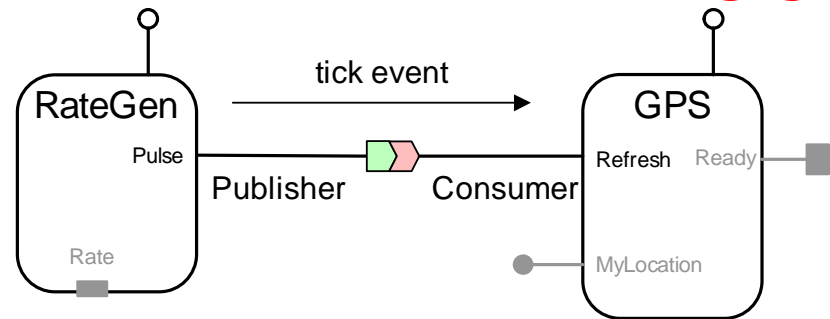 tick event
RateGen
GPS
Pulse
Refresh
Ready
Publisher
Consumer
Rate
MyLocation